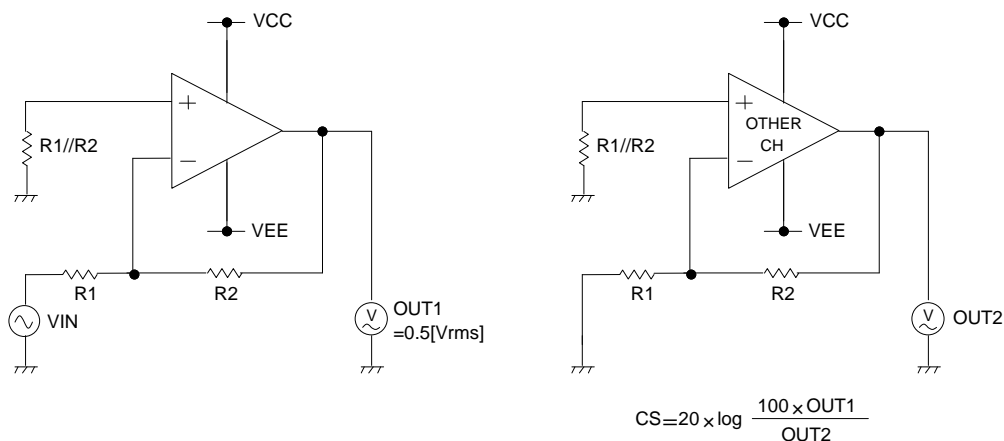 VCC
+
R1//R2
−
VEE
R1
R2
VIN
V
OUT1
=0.5[Vrms]
VCC
+
OTHER
CH
R1//R2
−
VEE
R1
R2
V
OUT2
CS=20×log 100×OUT1
OUT2